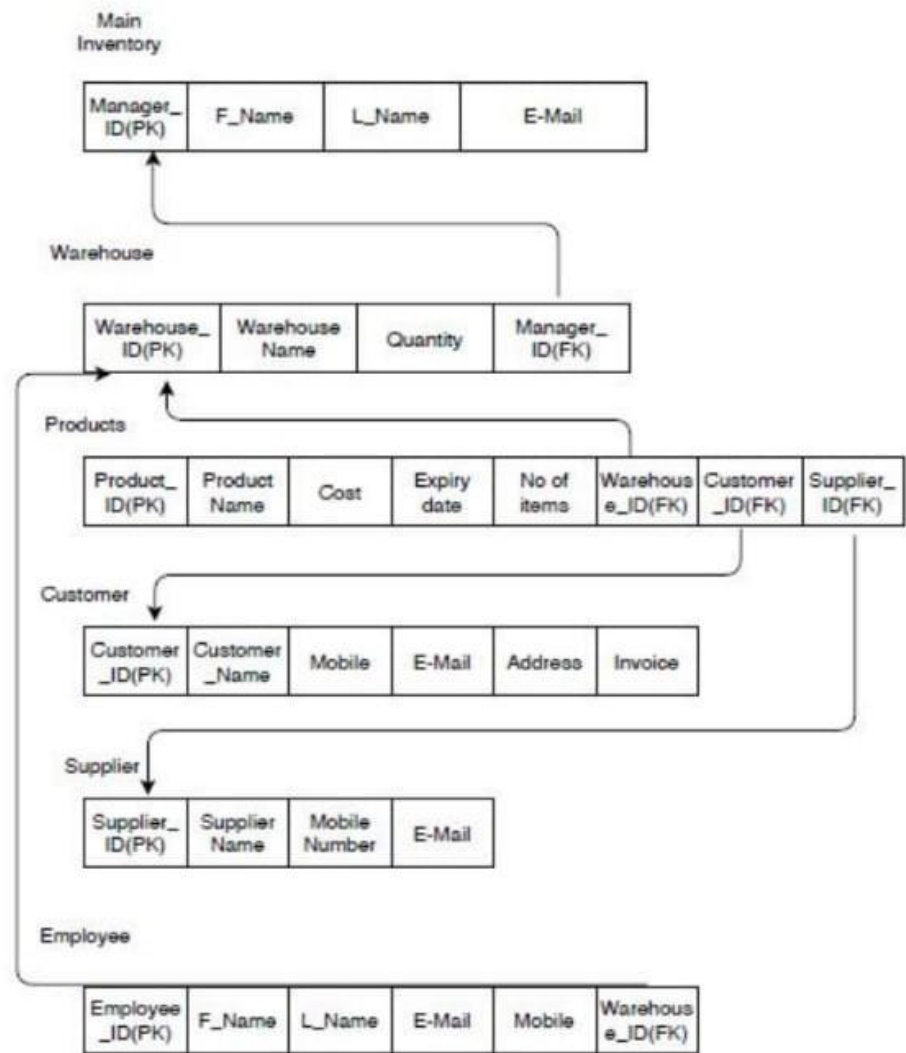 Main
Inventory
Manager_
ID(PK)
F_Name
L_Name
E-Mail
Warehouse
Warehouse_
ID(PK)
Warehouse
Name
Quantity
Manager_
ID(FK)
Products
Product_
ID(PK)
Product
Name
Cost
Expiry
date
No of
items
Warehous
e_ID(FK)
Customer
_ID(FK)
Supplier_
ID(FK)
Customer
Customer
_ID(PK)
Customer
_Name
Mobile
E-Mail
Address
Invoice
Supplier
Supplier_
ID(PK)
Supplier
Name
Mobile
Number
E-Mail
Employee
Employee
_ID(PK)
F_Name
L_Name
E-Mail
Mobile
Warehous
e_ID(FK)